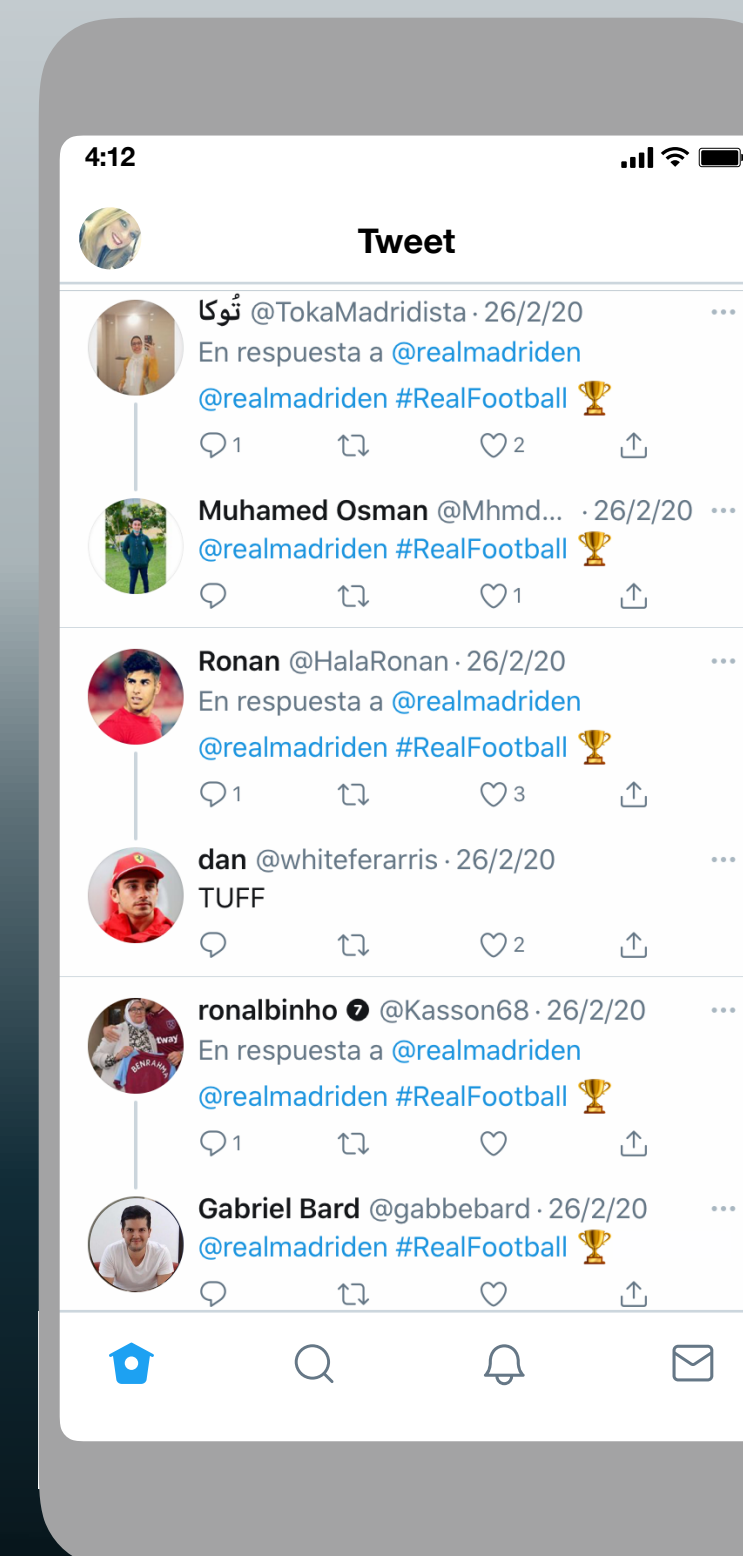 4:12
Tweet
تُوكا @TokaMadridista · 26/2/20
En respuesta a @realmadriden
@realmadriden #RealFootball 🏆
1 2
Muhamed Osman @Mhmd... · 26/2/20
@realmadriden #RealFootball 🏆
1
Ronan @HalaRonan · 26/2/20
En respuesta a @realmadriden
@realmadriden #RealFootball 🏆
1 3
dan @whiteferarris · 26/2/20
TUFF
2
ronalbinho ❼ @Kasson68 · 26/2/20
En respuesta a @realmadriden
@realmadriden #RealFootball 🏆
1
tway
BENRAHMA
Gabriel Bard @gabbebard · 26/2/20
@realmadriden #RealFootball 🏆